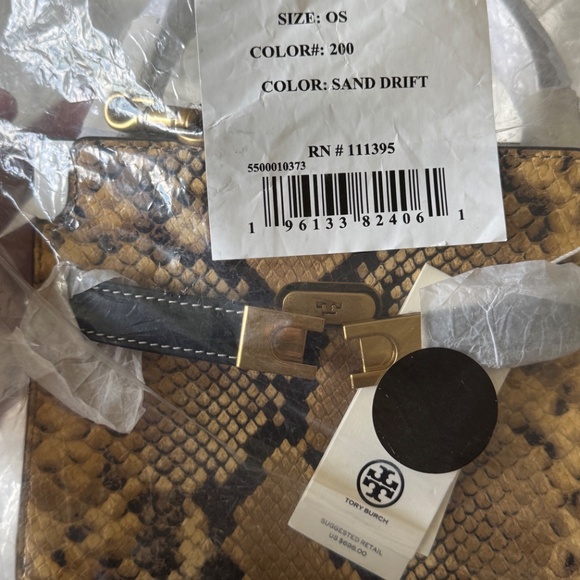 SIZE: OS
COLOR#: 200
COLOR: SAND DRIFT
RN # 111395
5500010373
1 96133 82406 1
TORY BURCH
SUGGESTED RETAIL